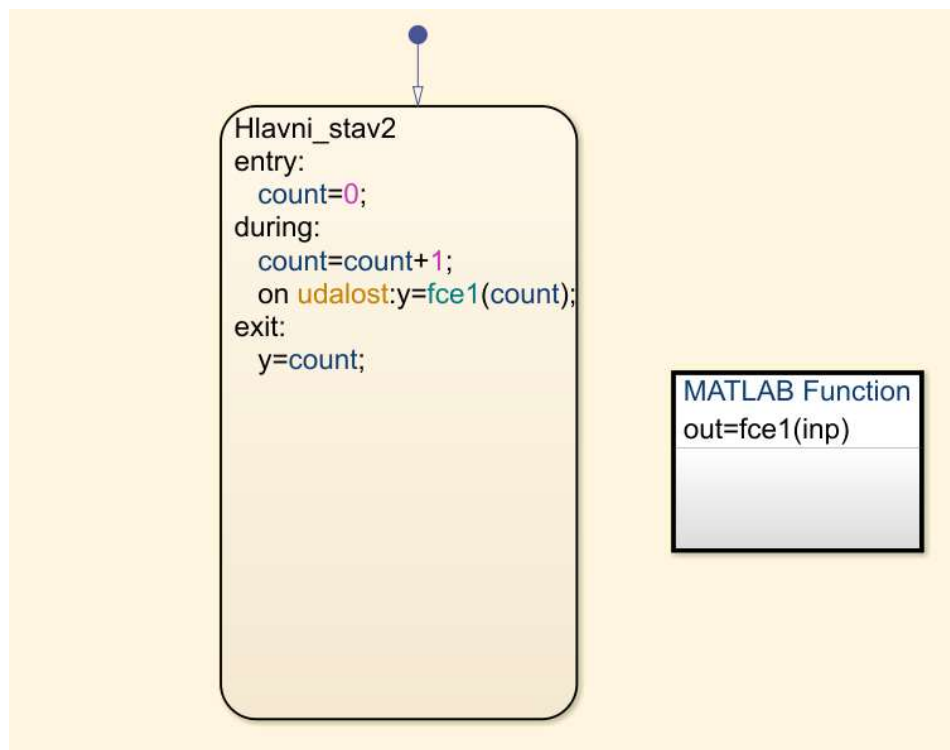 Hlavni_stav2
entry:
count=0;
during:
count=count+1;
on udalost:y=fce1(count);
exit:
y=count;
MATLAB Function
out=fce1(inp)